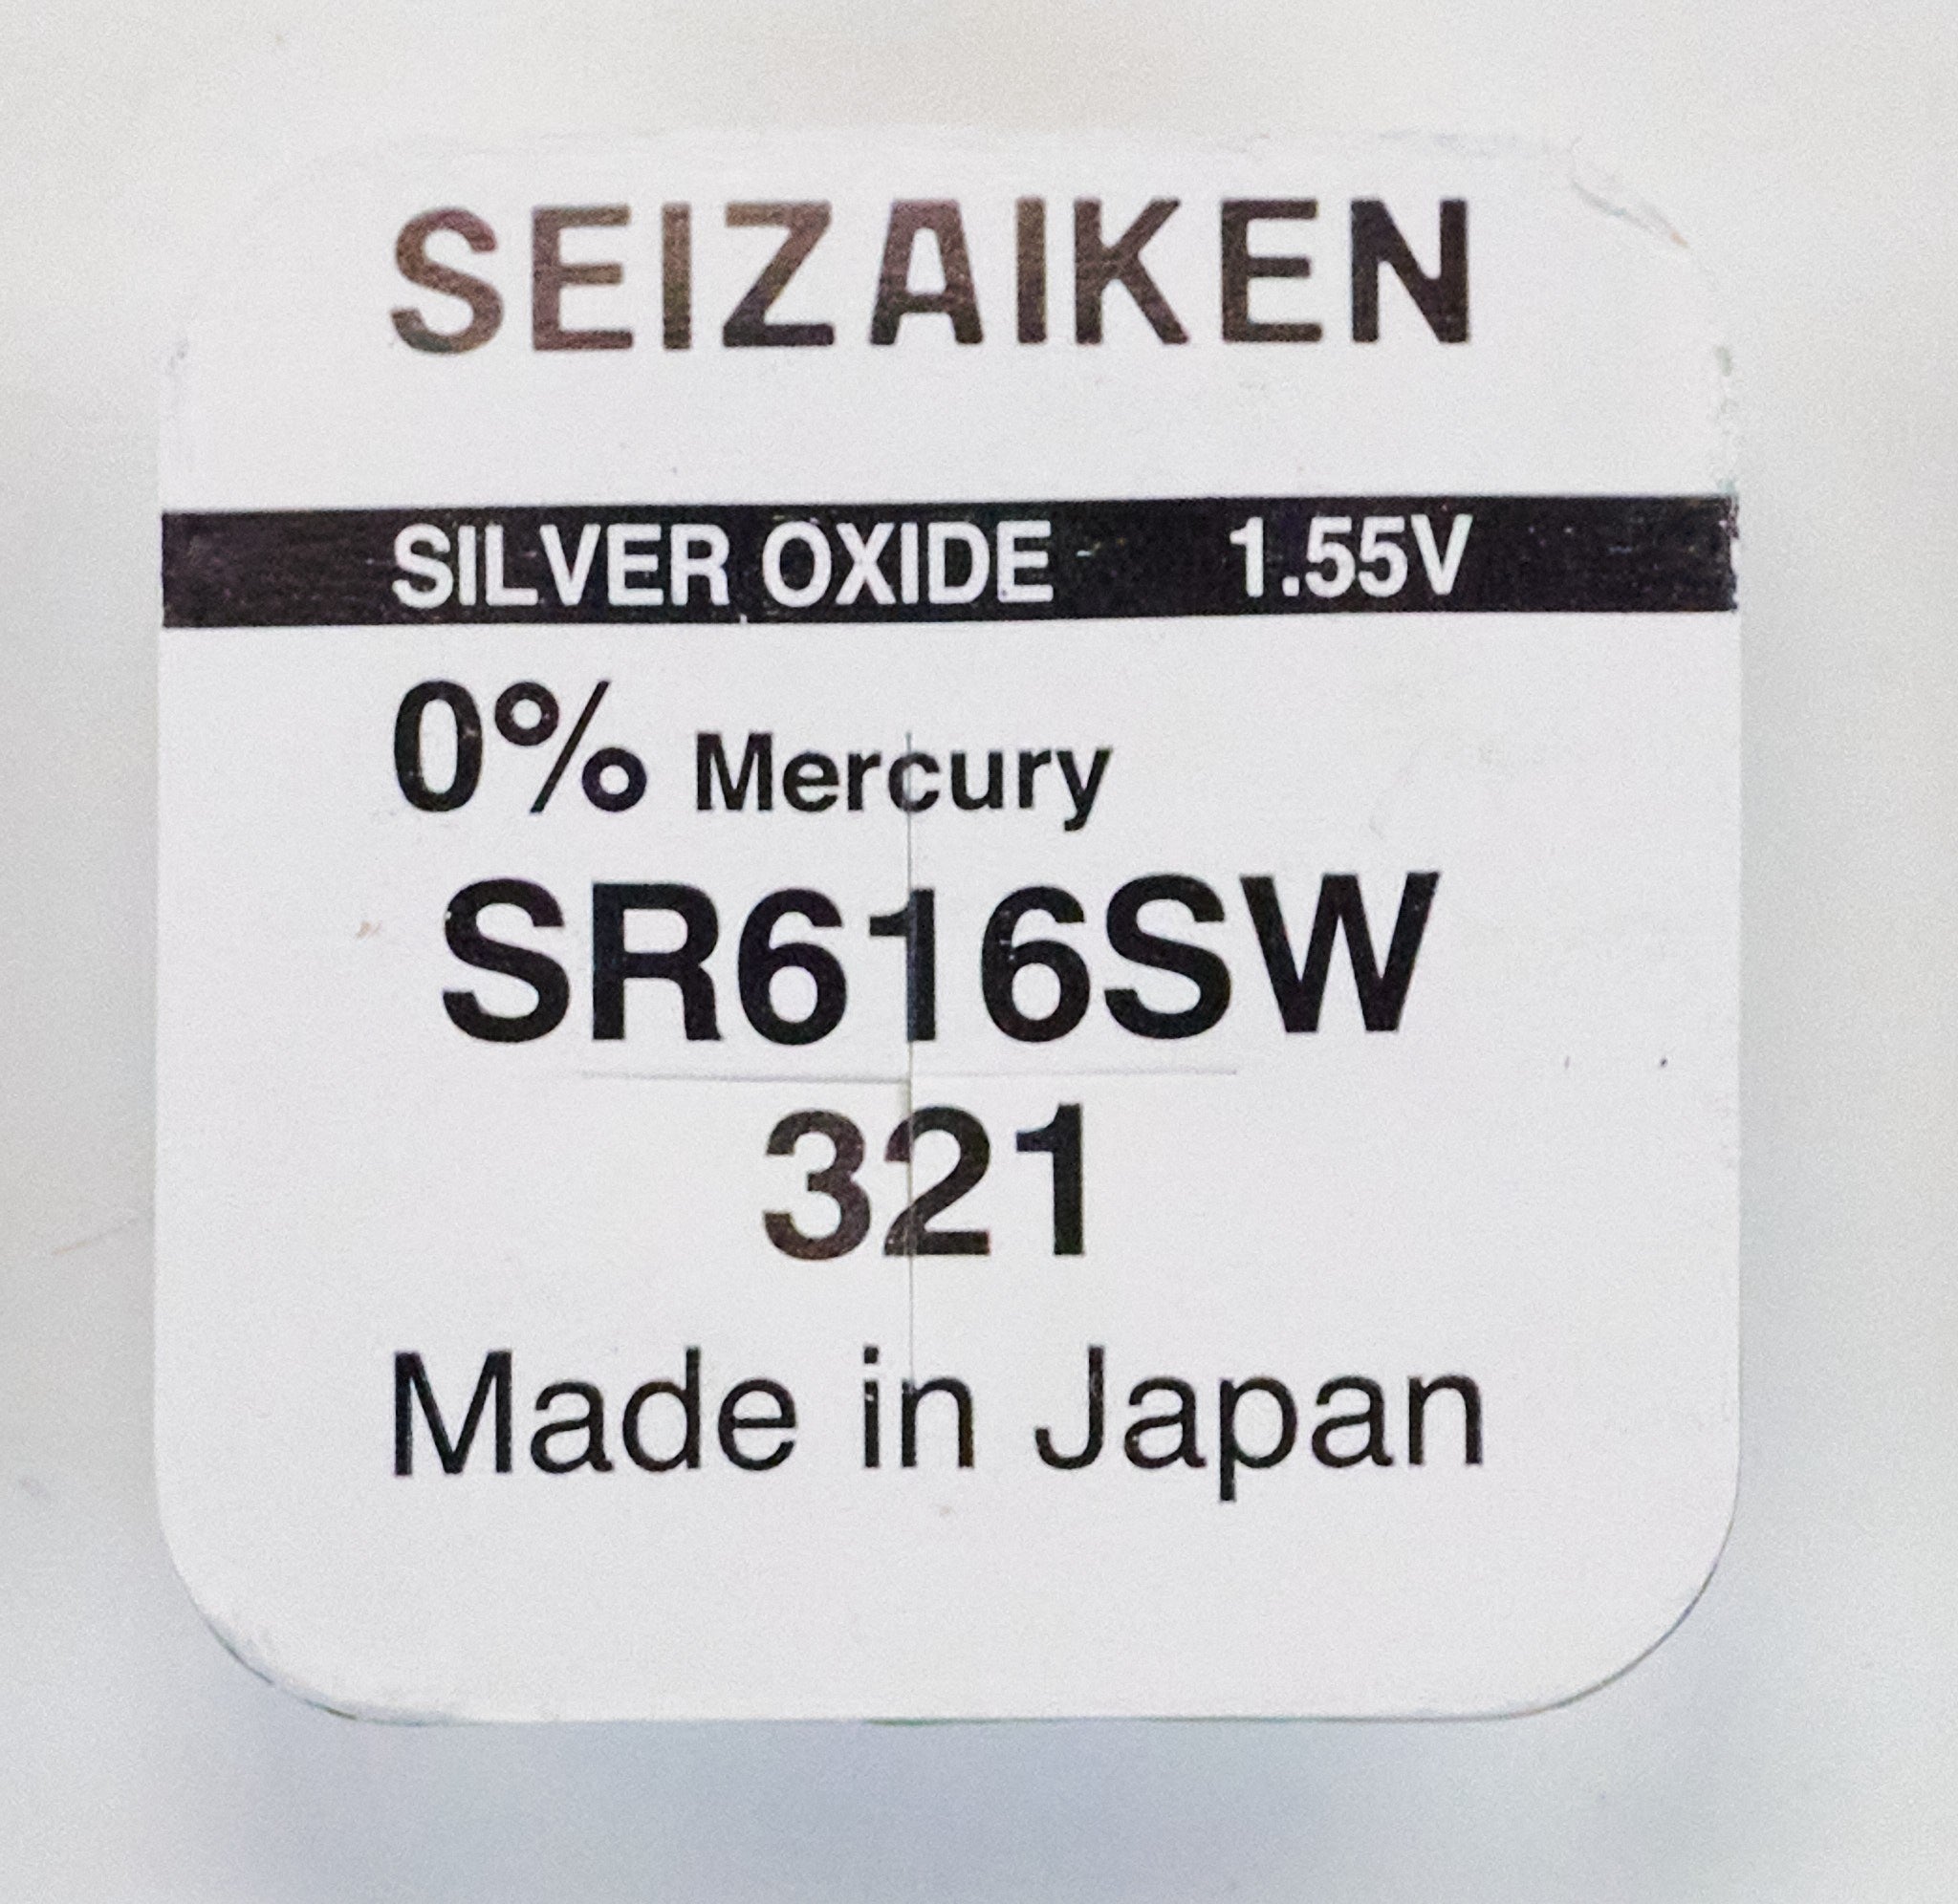 SEIZAIKEN
SILVER OXIDE 1.55V
0% Mercury
SR616SW
321
Made in Japan